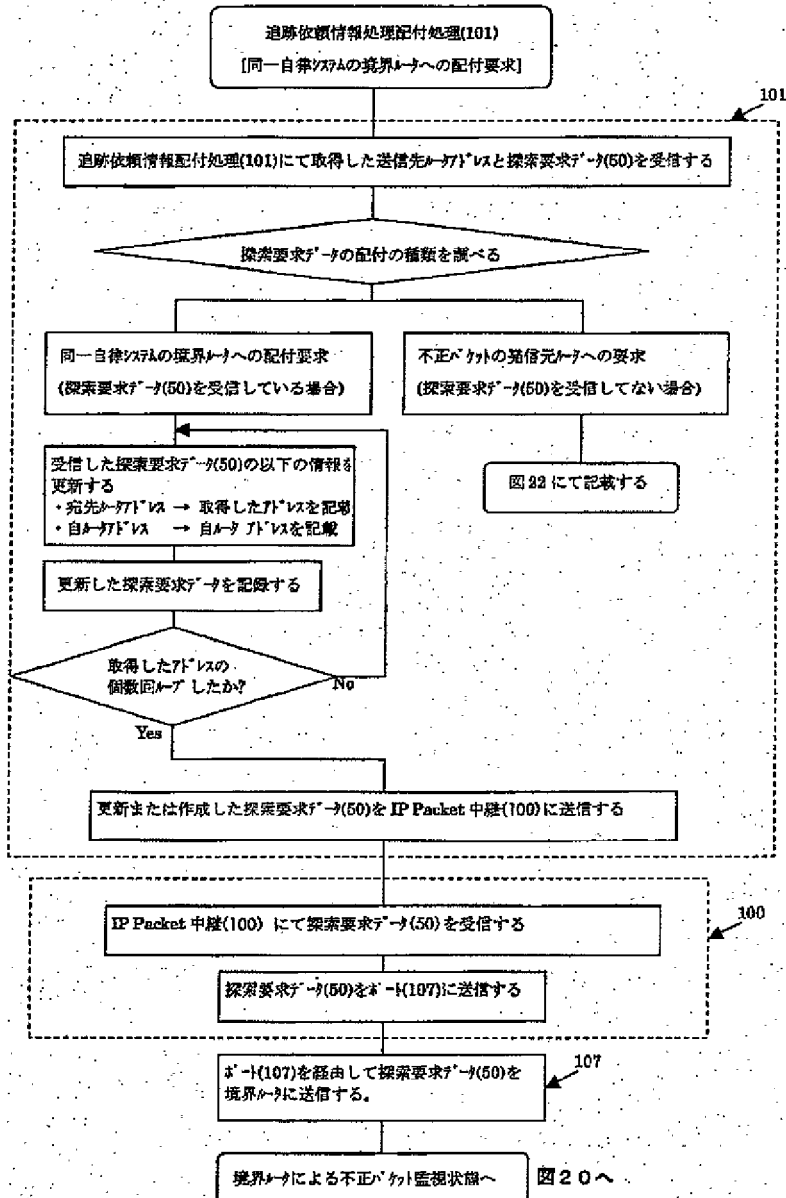 追跡依頼情報処理配付処理(101)
[同一自律ｼｽﾃﾑの境界ﾙｰﾀへの配付要求]
101
追跡依頼情報配付処理(101)にて取得した送信先ﾙｰﾀｱﾄﾞﾚｽと探索要求ﾃﾞｰﾀ(50)を受信する
探索要求ﾃﾞｰﾀの配付の種類を調べる
同一自律ｼｽﾃﾑの境界ﾙｰﾀへの配付要求
(探索要求ﾃﾞｰﾀ(50)を受信している場合)
不正ﾊﾟｹｯﾄの発信元ﾙｰﾀへの要求
(探索要求ﾃﾞｰﾀ(50)を受信してない場合)
受信した探索要求ﾃﾞｰﾀ(50)の以下の情報を
更新する
・宛先ﾙｰﾀｱﾄﾞﾚｽ → 取得したｱﾄﾞﾚｽを記載
・自ﾙｰﾀｱﾄﾞﾚｽ → 自ﾙｰﾀ ｱﾄﾞﾚｽを記載
図22にて記載する
更新した探索要求ﾃﾞｰﾀを記録する
取得したｱﾄﾞﾚｽの
個数回ﾙｰﾌﾟしたか?
No
Yes
更新または作成した探索要求ﾃﾞｰﾀ(50)を IP Packet 中継(100)に送信する
100
IP Packet 中継(100) にて探索要求ﾃﾞｰﾀ(50)を受信する
探索要求ﾃﾞｰﾀ(50)をﾎﾟｰﾄ(107)に送信する
107
ﾎﾟｰﾄ(107)を経由して探索要求ﾃﾞｰﾀ(50)を
境界ﾙｰﾀに送信する。
境界ﾙｰﾀによる不正ﾊﾟｹｯﾄ監視状態へ
図20へ